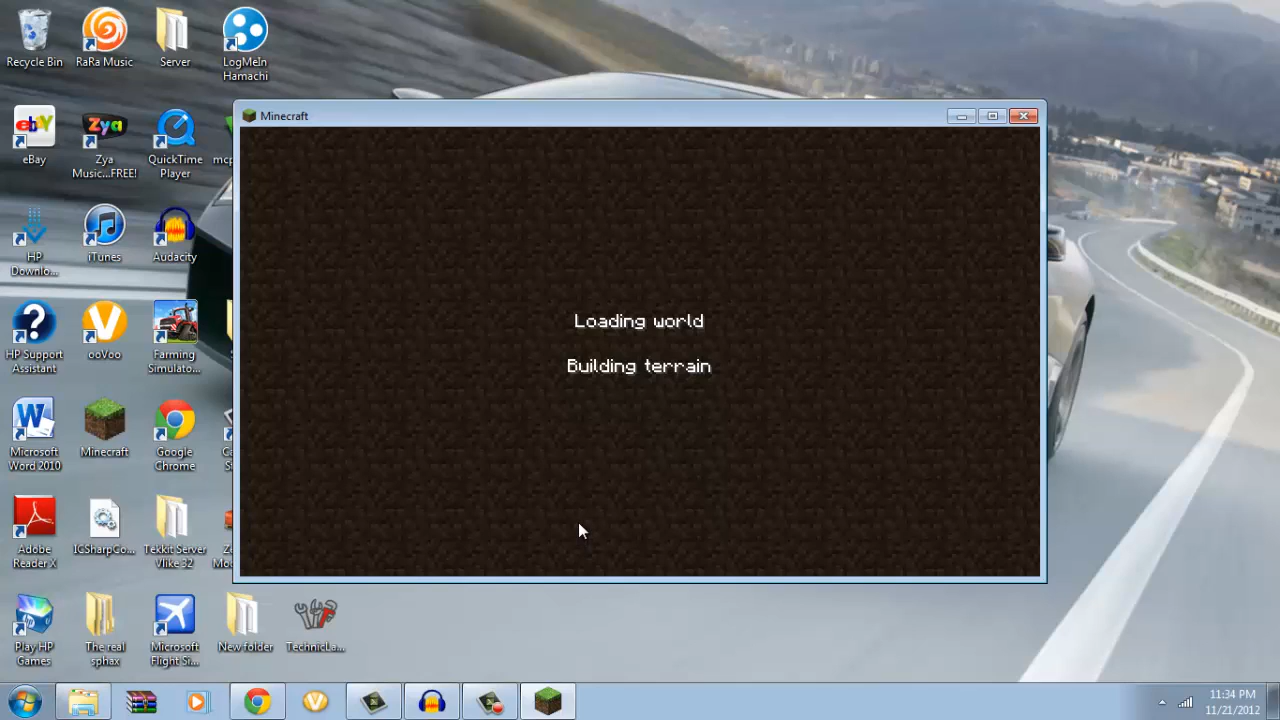 Recycle Bin
RaRa Music
Server
LogMeIn
Hamachi
Minecraft
eBay
Zya
Music...FREE!
QuickTime
Player
mcp
HP
Downlo...
iTunes
Audacity
Loading world
Building terrain
HP Support
Assistant
ooVoo
Farming
Simulato...
Microsoft
Word 2010
Minecraft
Google
Chrome
Adobe
Reader X
ICSharpCo...
Tekkit Server
Vlike 32
Play HP
Games
The real
sphax
Microsoft
Flight Si...
New folder
TechnicLa...
11:34 PM
11/21/2012